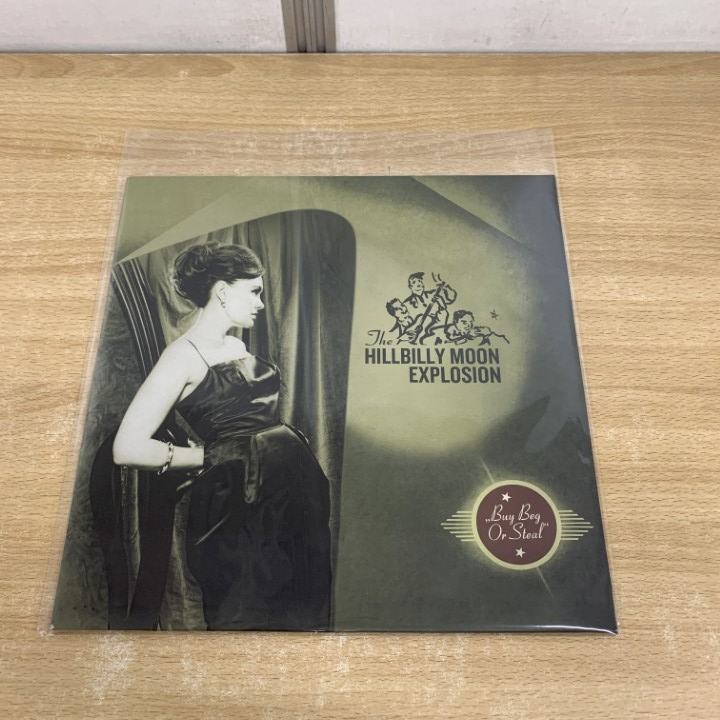 The
HILLBILLY MOON
EXPLOSION
„Buy Beg
Or Steal“